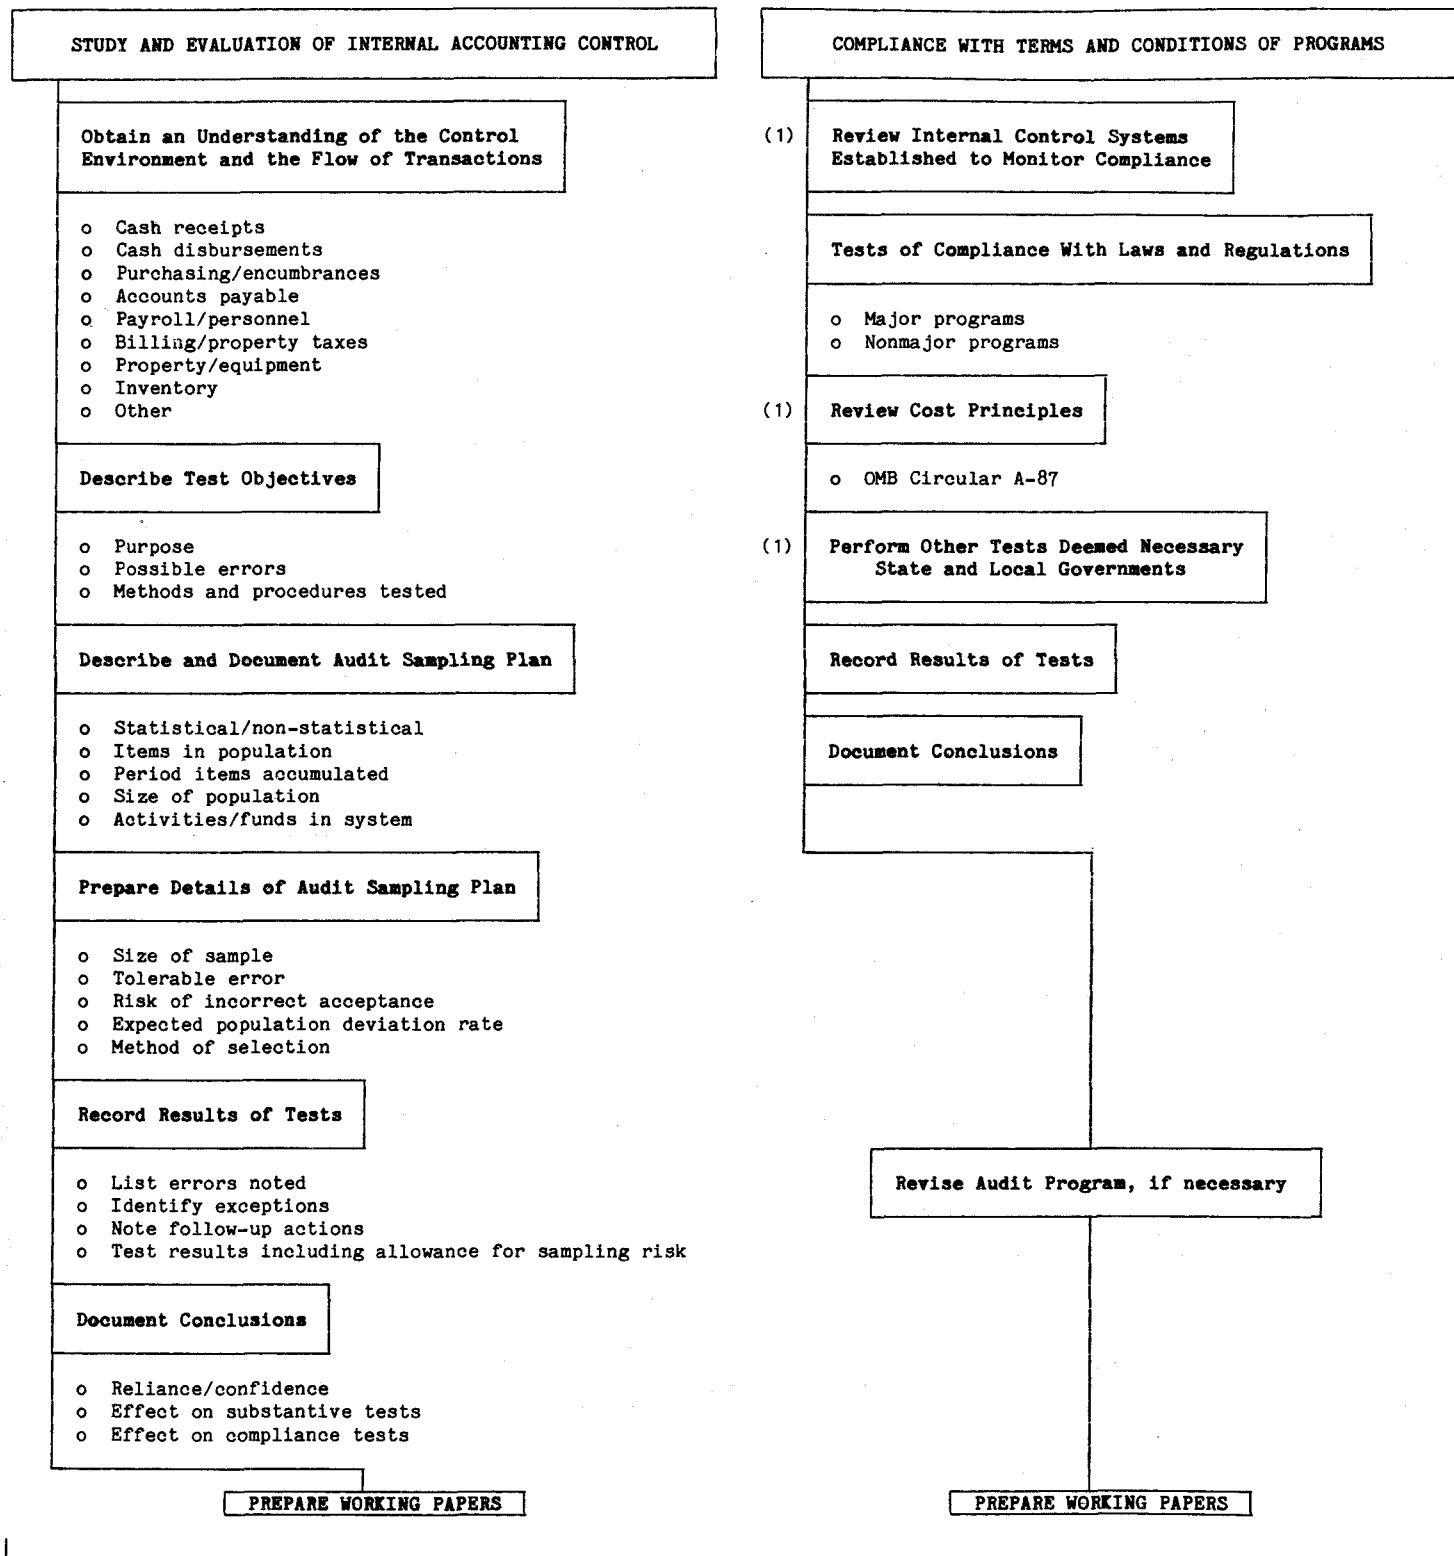 STUDY AND EVALUATION OF INTERNAL ACCOUNTING CONTROL
Obtain an Understanding of the Control
Environment and the Flow of Transactions
o Cash receipts
o Cash disbursements
o Purchasing/encumbrances
o Accounts payable
o Payroll/personnel
o Billing/property taxes
o Property/equipment
o Inventory
o Other
Describe Test Objectives
o Purpose
o Possible errors
o Methods and procedures tested
Describe and Document Audit Sampling Plan
o Statistical/non-statistical
o Items in population
o Period items accumulated
o Size of population
o Activities/funds in system
Prepare Details of Audit Sampling Plan
o Size of sample
o Tolerable error
o Risk of incorrect acceptance
o Expected population deviation rate
o Method of selection
Record Results of Tests
o List errors noted
o Identify exceptions
o Note follow-up actions
o Test results including allowance for sampling risk
Document Conclusions
o Reliance/confidence
o Effect on substantive tests
o Effect on compliance tests
PREPARE WORKING PAPERS
COMPLIANCE WITH TERMS AND CONDITIONS OF PROGRAMS
(1) Review Internal Control Systems
Established to Monitor Compliance
Tests of Compliance With Laws and Regulations
o Major programs
o Nonmajor programs
(1) Review Cost Principles
o OMB Circular A-87
(1) Perform Other Tests Deemed Necessary
State and Local Governments
Record Results of Tests
Document Conclusions
Revise Audit Program, if necessary
PREPARE WORKING PAPERS